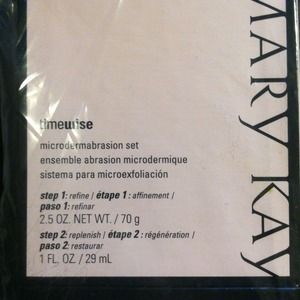 timewise
microdermabrasion set
ensemble abrasion microdermique
sistema para microexfoliación
step 1: refine / étape 1 : affinement /
paso 1: refinar
2.5 OZ. NET WT. / 70 g
step 2: replenish / étape 2 : régénération /
paso 2: restaurar
1 FL. OZ. / 29 mL
MARY KAY